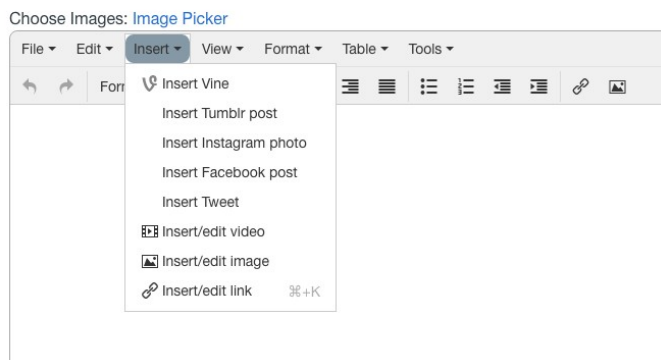 Choose Images: Image Picker
File Edit Insert View Format Table Tools
Insert Vine
Insert Tumblr post
Insert Instagram photo
Insert Facebook post
Insert Tweet
Insert/edit video
Insert/edit image
Insert/edit link ⌘+K